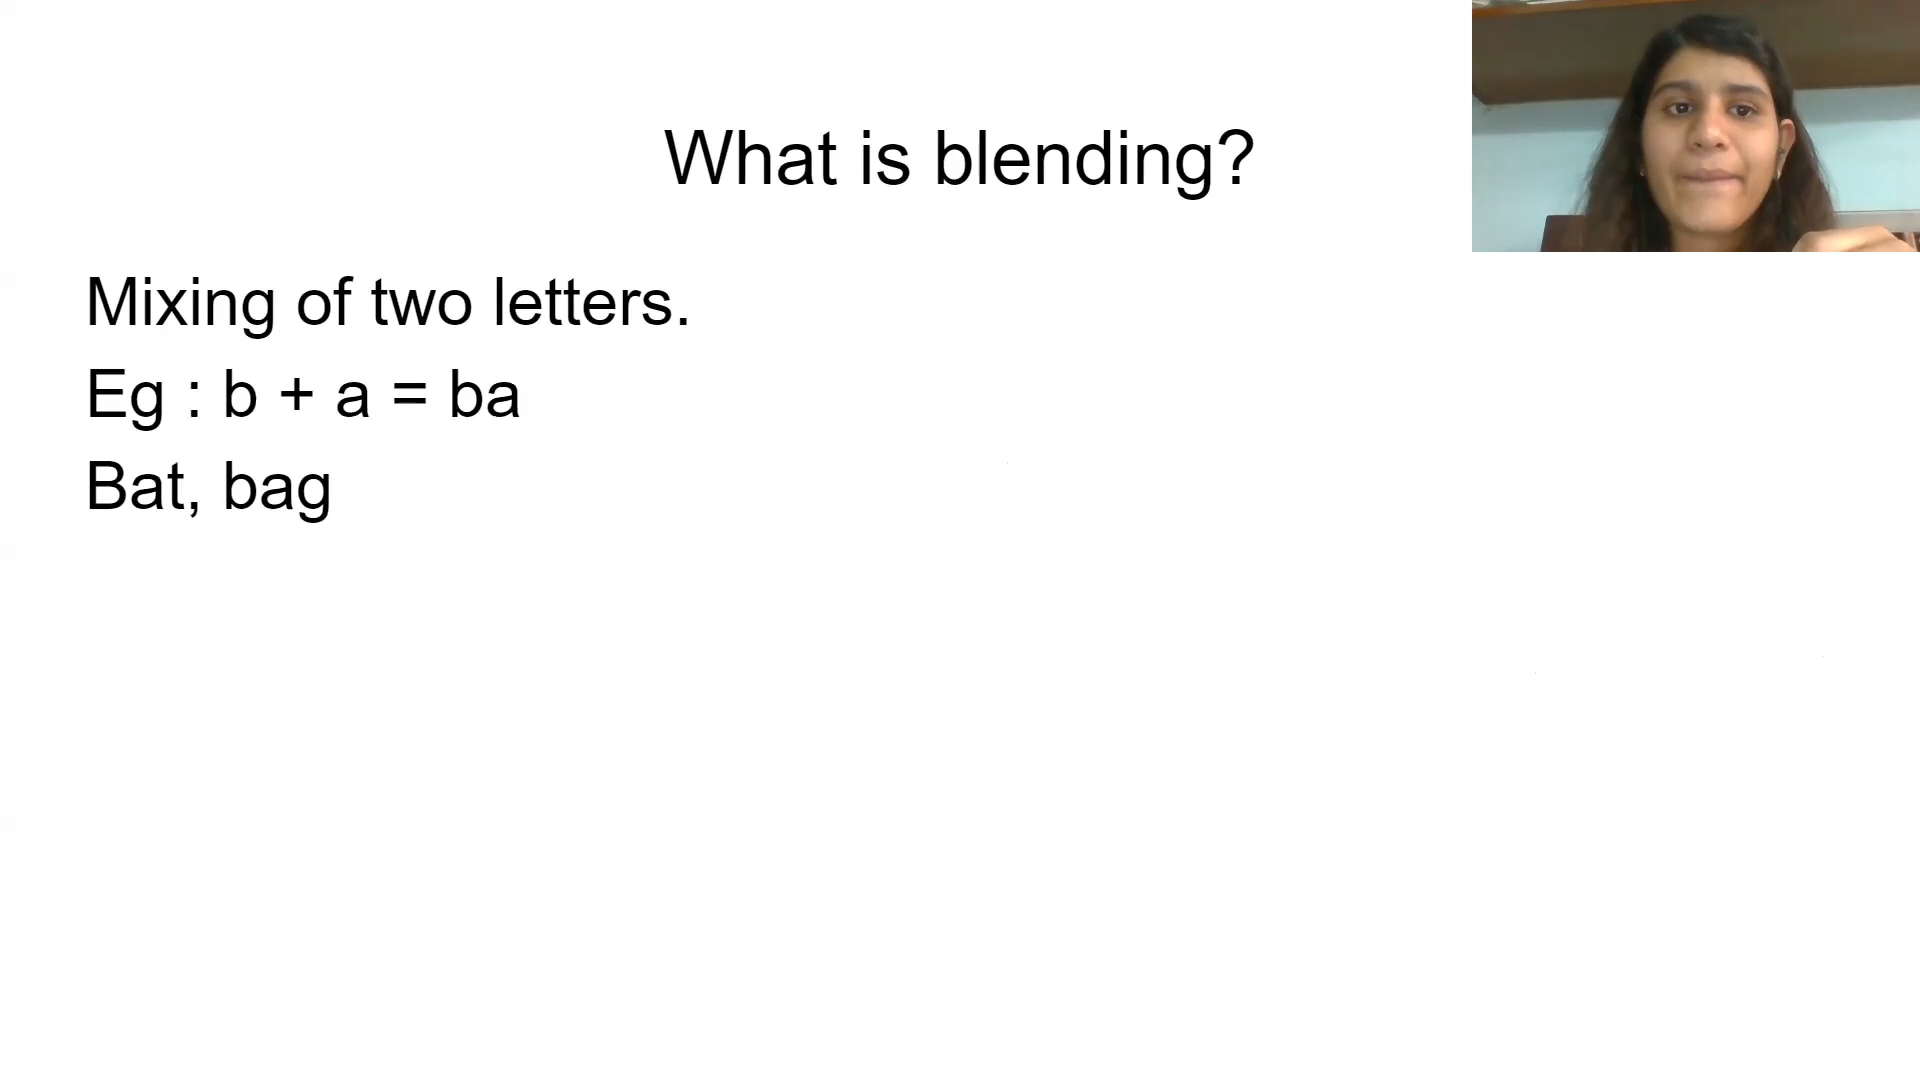 What is blending?
Mixing of two letters.
Eg : b + a = ba
Bat, bag